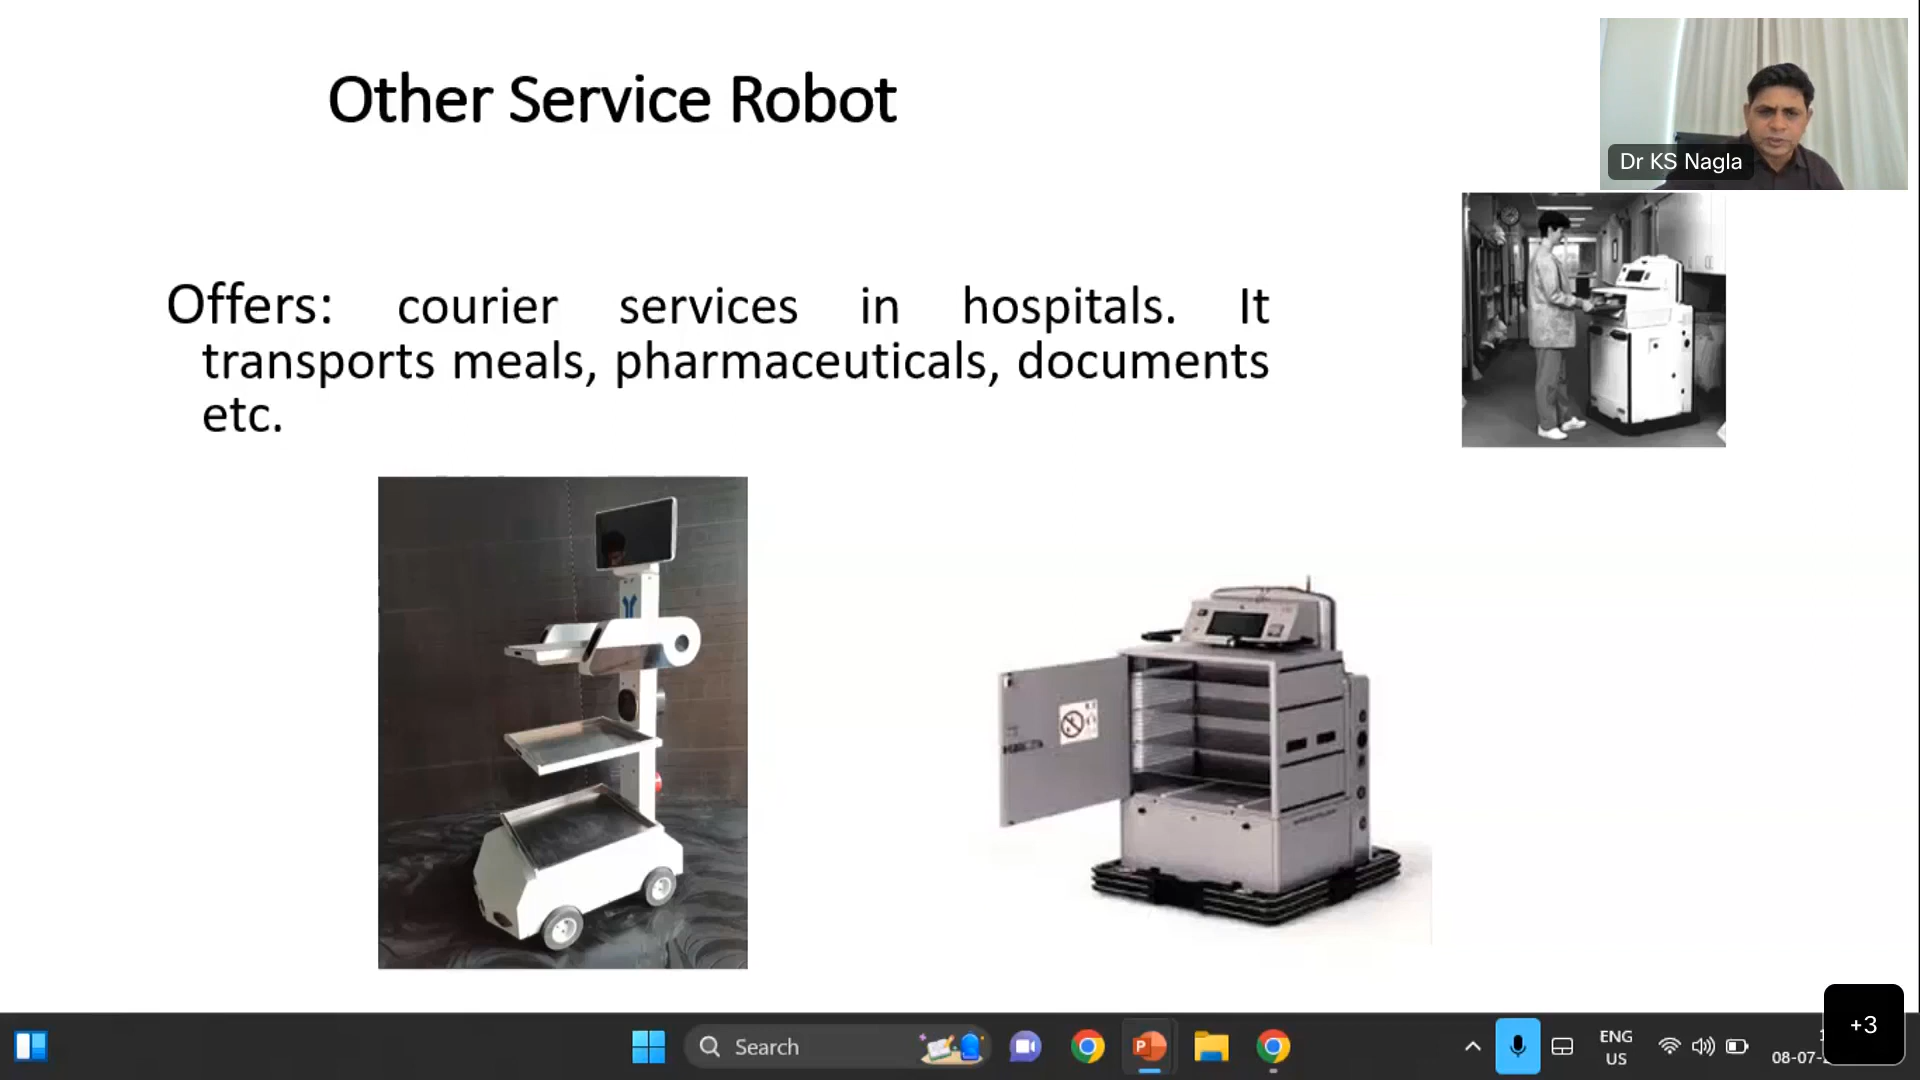 Other Service Robot
Dr KS Nagla
Offers: courier services in hospitals. It
transports meals, pharmaceuticals, documents
etc.
Search
ENG
US
08-07-
+3